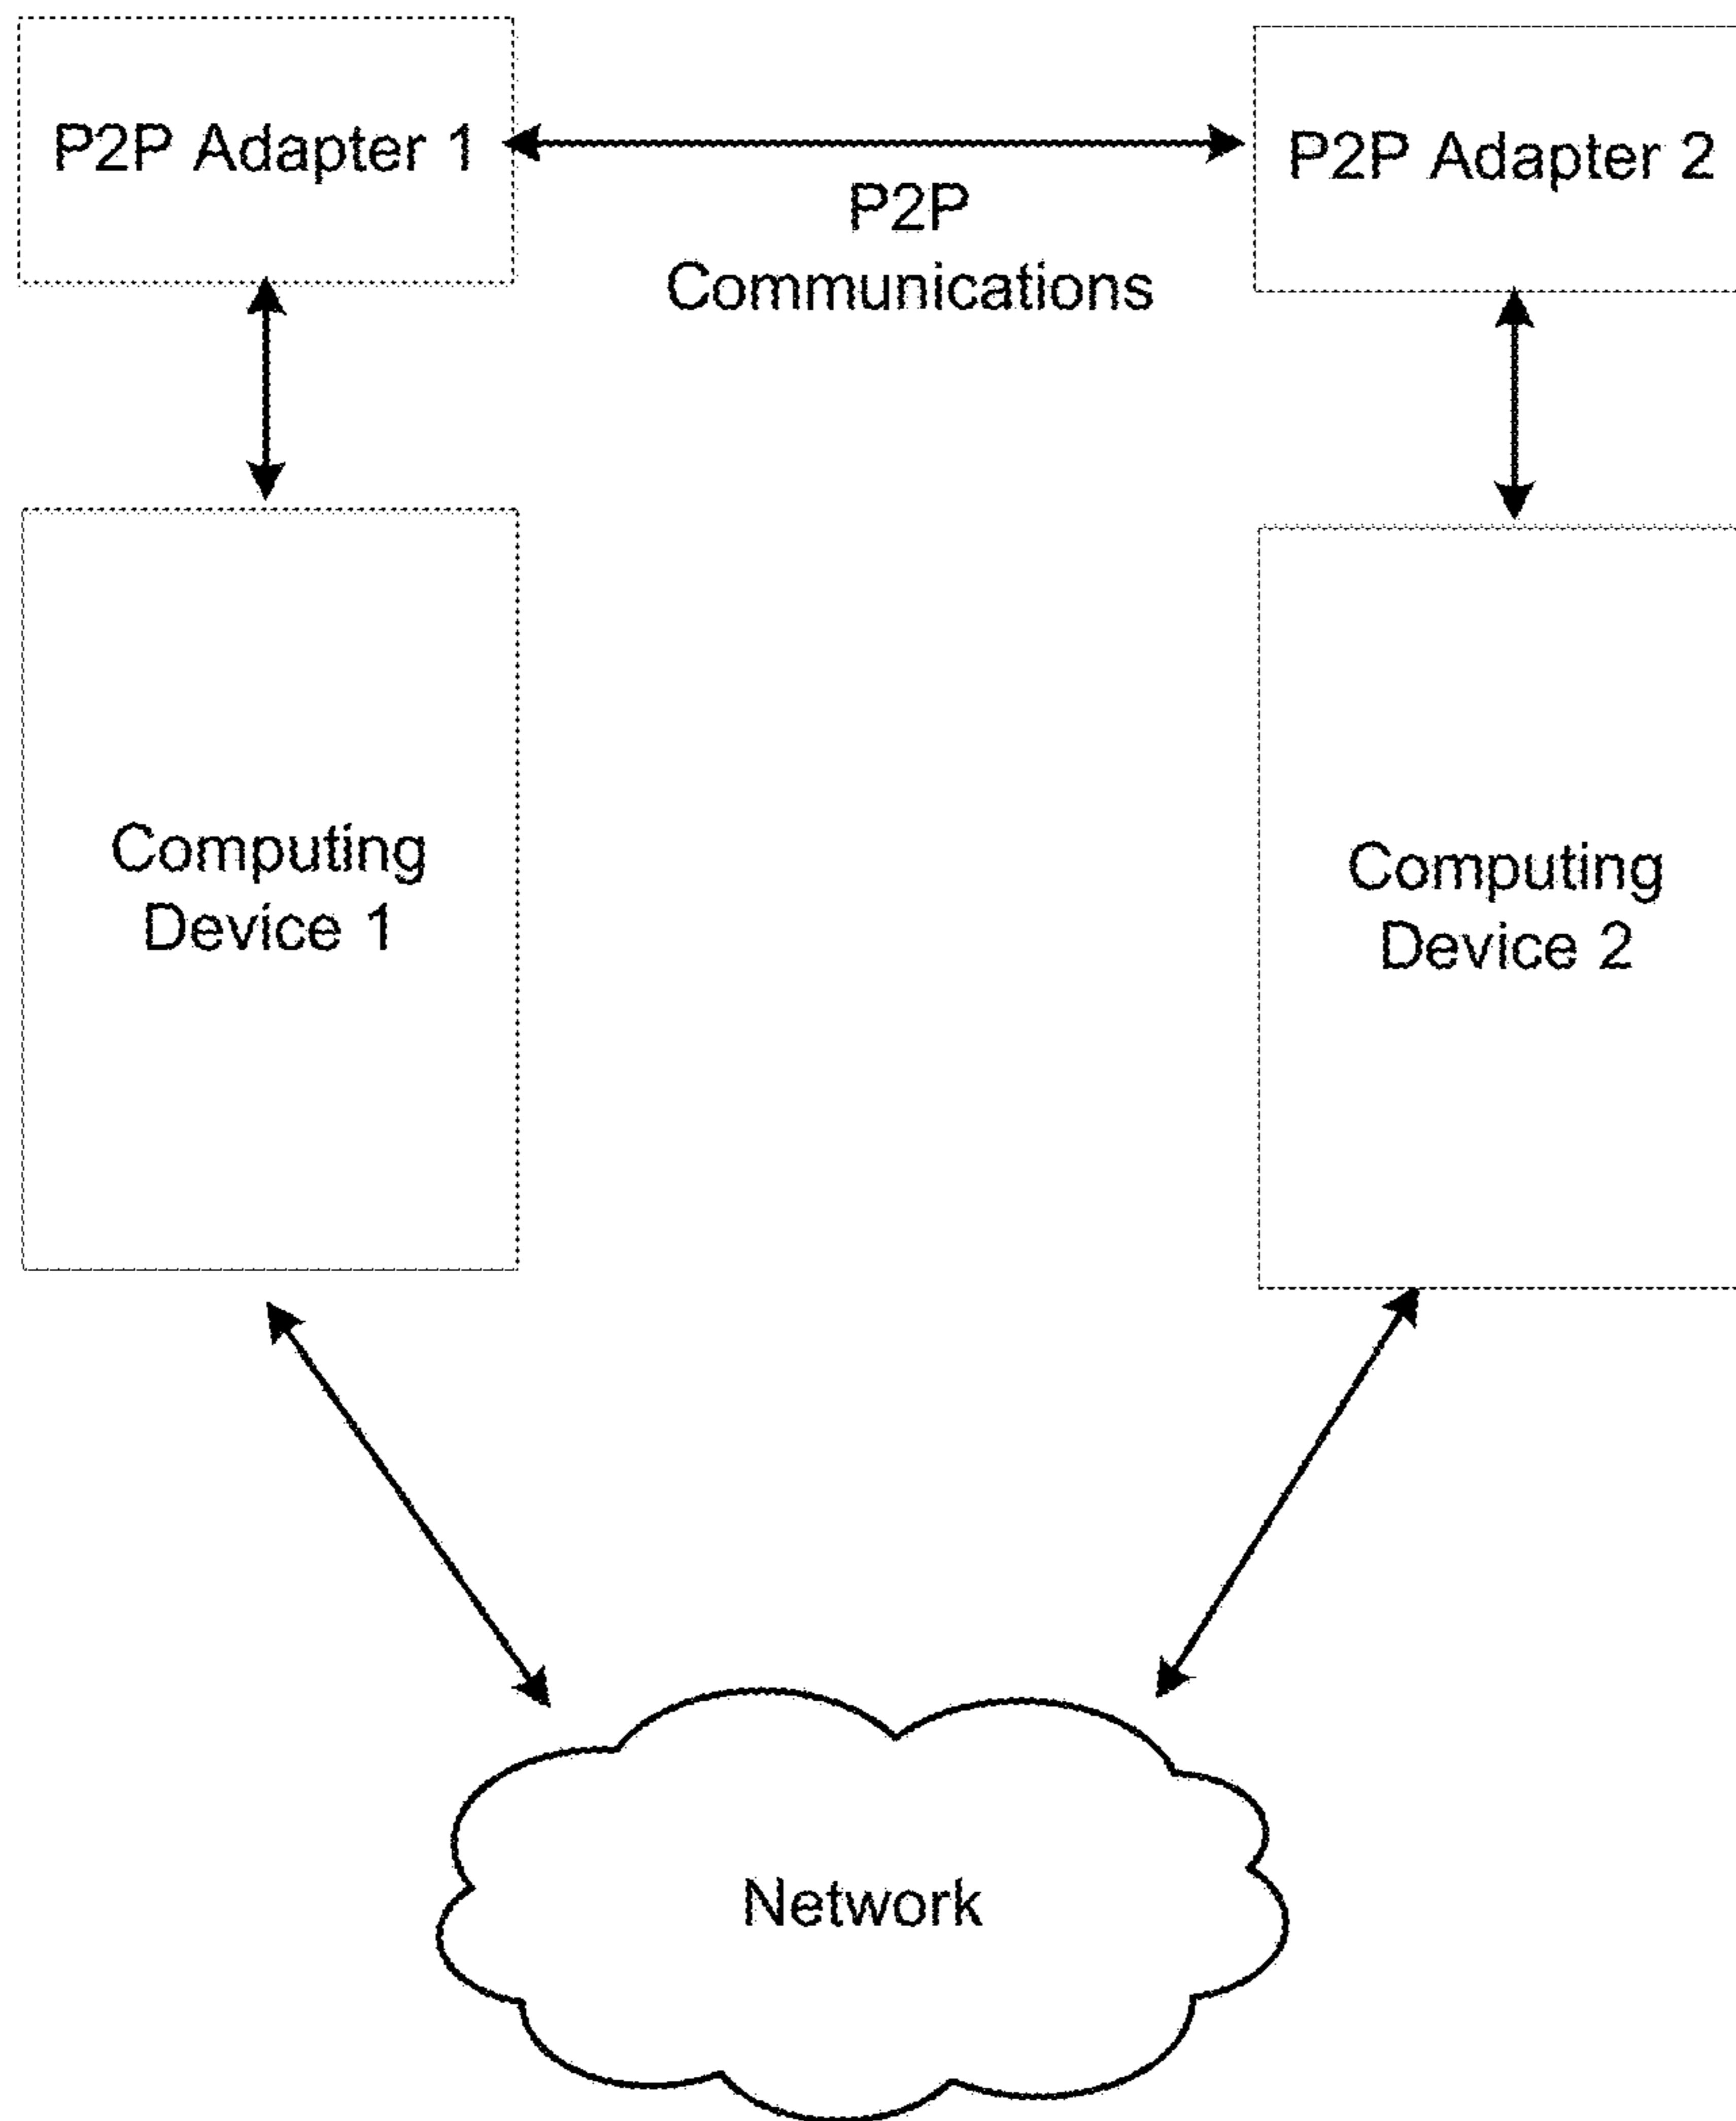 P2P Adapter 1
P2P Adapter 2
P2P
Communications
Computing
Device 1
Computing
Device 2
Network